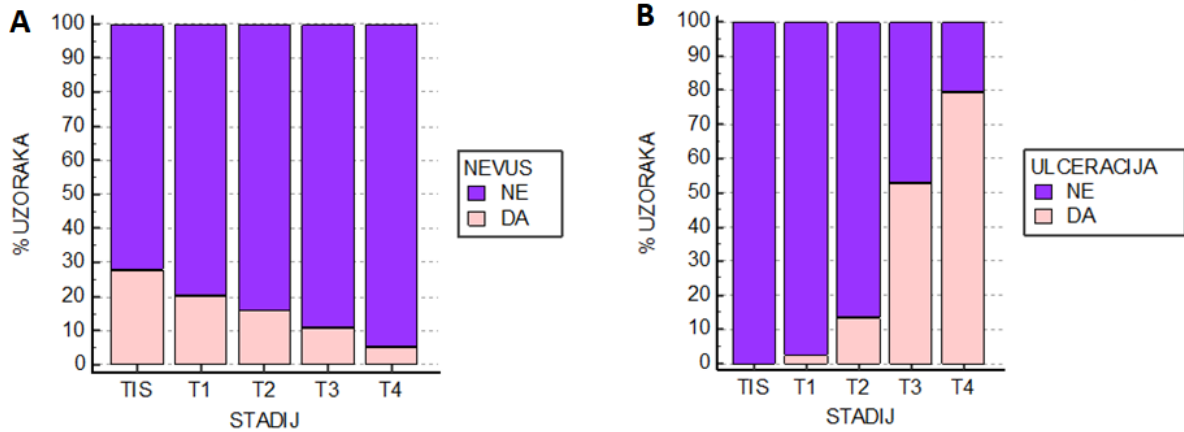 A
% UZORAKA
100
90
80
70
60
50
40
30
20
10
0
TIS T1 T2 T3 T4
STADIJ
NEVUS
NE
DA
B
% UZORAKA
100
90
80
70
60
50
40
30
20
10
0
TIS T1 T2 T3 T4
STADIJ
ULCERACIJA
NE
DA